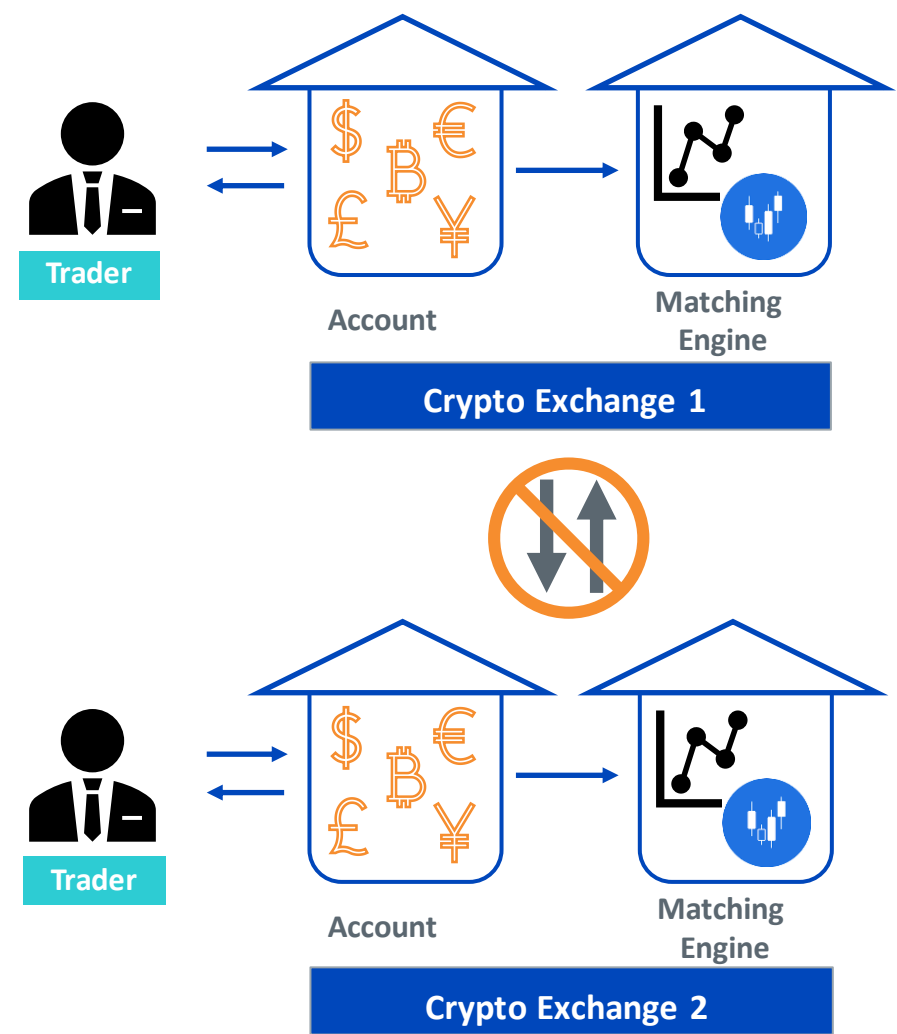 Trader
Account
Matching
Engine
Crypto Exchange 1
Trader
Account
Matching
Engine
Crypto Exchange 2